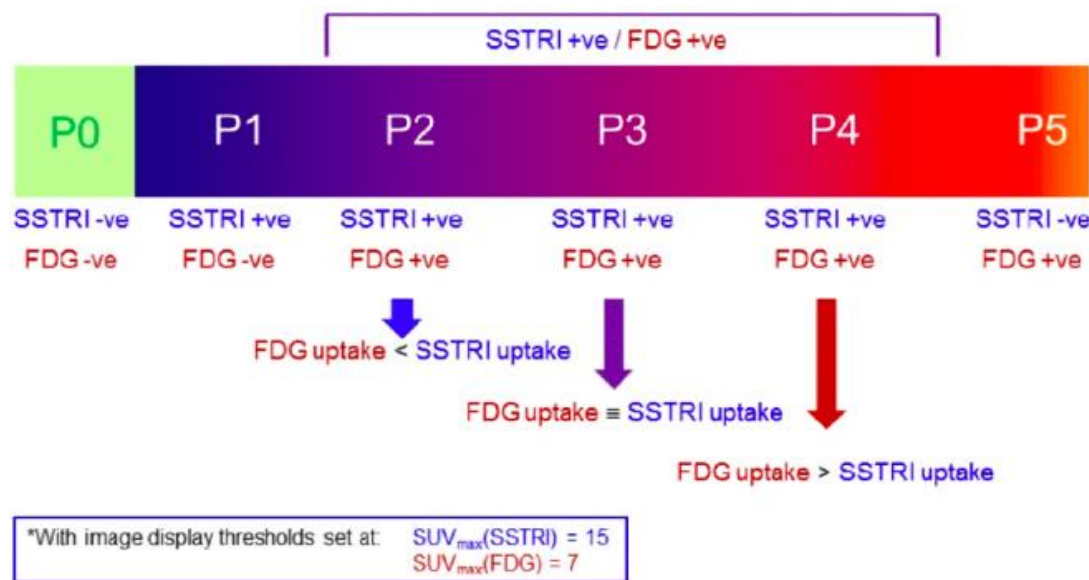 SSTRI +ve / FDG +ve
P0 P1 P2 P3 P4 P5
SSTRI -ve SSTRI +ve SSTRI +ve SSTRI +ve SSTRI +ve SSTRI -ve
FDG -ve FDG -ve FDG +ve FDG +ve FDG +ve FDG +ve
FDG uptake < SSTRI uptake
FDG uptake ≡ SSTRI uptake
FDG uptake > SSTRI uptake
*With image display thresholds set at: SUVmax(SSTRI) = 15
SUVmax(FDG) = 7